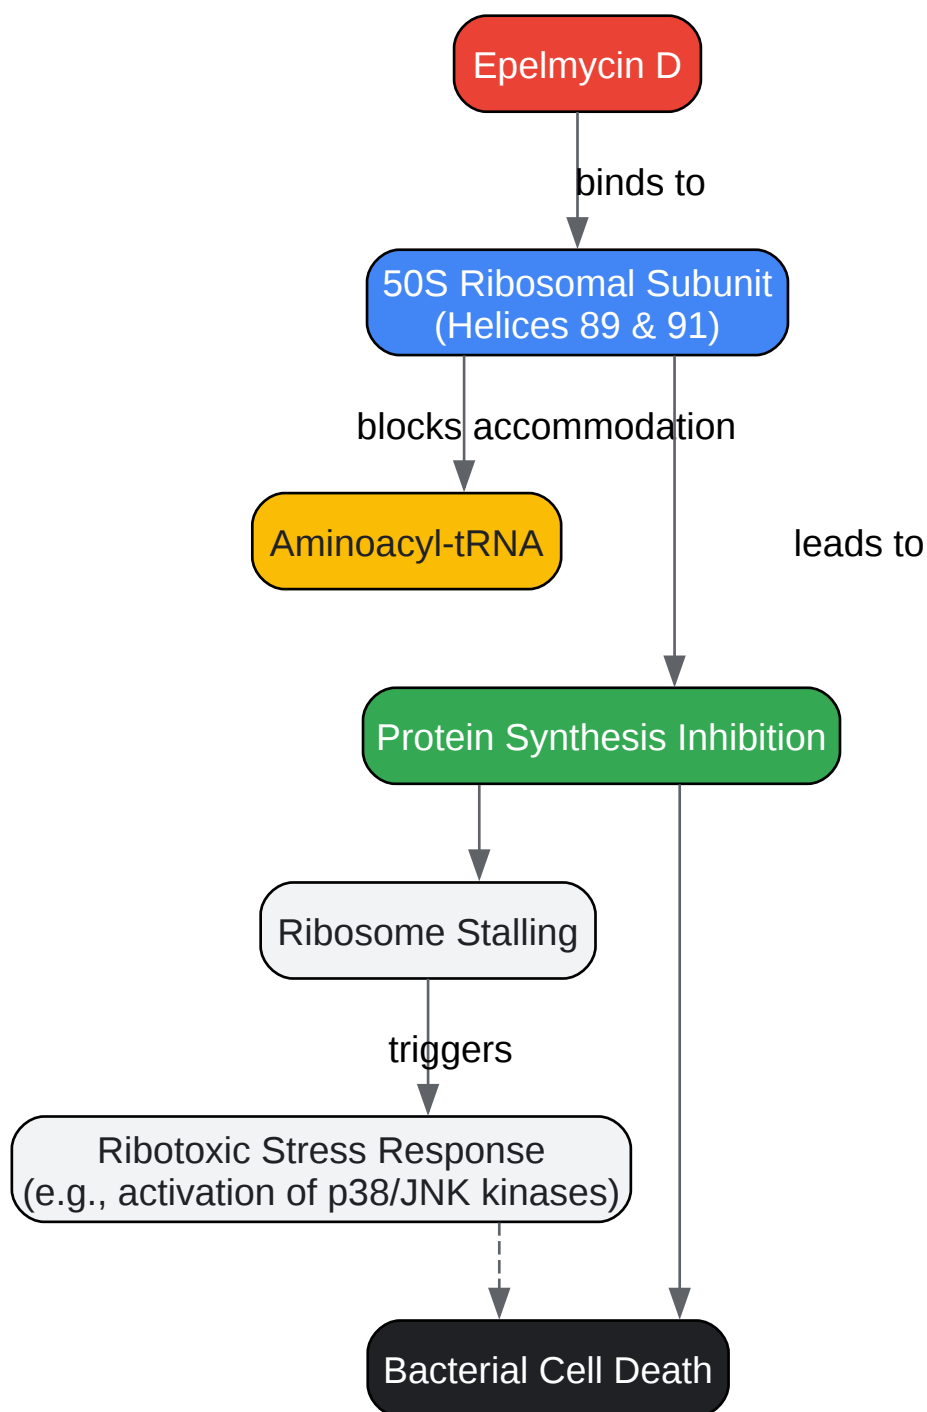 Epelmycin D
binds to
50S Ribosomal Subunit
(Helices 89 & 91)
blocks accommodation
Aminoacyl-tRNA
leads to
Protein Synthesis Inhibition
Ribosome Stalling
triggers
Ribotoxic Stress Response
(e.g., activation of p38/JNK kinases)
Bacterial Cell Death